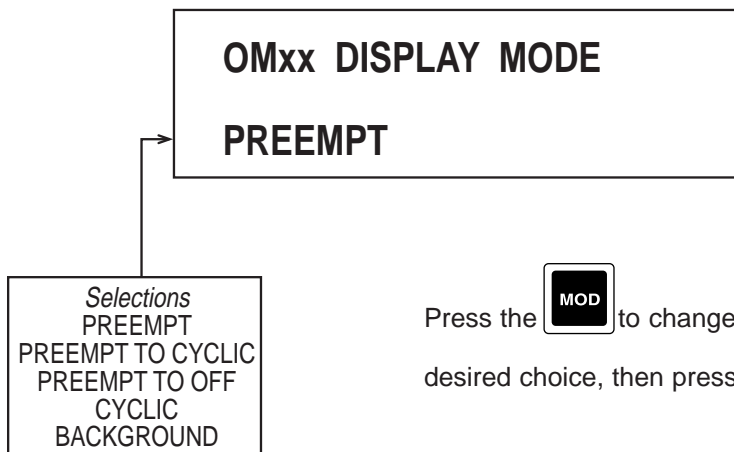 OMxx DISPLAY MODE
PREEMPT
Selections
PREEMPT
PREEMPT TO CYCLIC
PREEMPT TO OFF
CYCLIC
BACKGROUND
Press the MOD to change
desired choice, then press